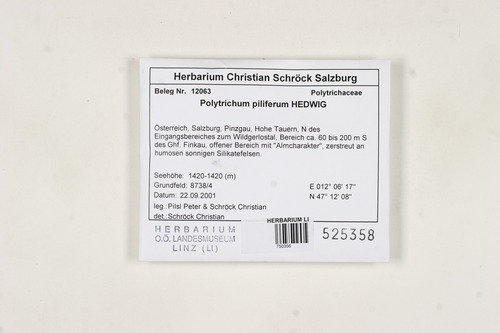 Herbarium Christian Schröck Salzburg
Beleg Nr. 12063 Polytrichaceae
Polytrichum piliferum HEDWIG
Österreich, Salzburg, Pinzgau, Hohe Tauern, N des
Eingangsbereiches zum Wildgerlostal, Bereich ca. 60 bis 200 m S
des Ghf. Finkau, offener Bereich mit "Almcharakter", zerstreut an
humosen sonnigen Silikatefelsen.
Seehöhe: 1420-1420 (m)
Grundfeld: 8738/4 E 012° 06' 17"
Datum: 22.09.2001 N 47° 12' 08"
leg.: Pilsl Peter & Schröck Christian
det.: Schröck Christian
HERBARIUM LI
HERBARIUM
O.Ö. LANDESMUSEUM
LINZ (LI)
525358